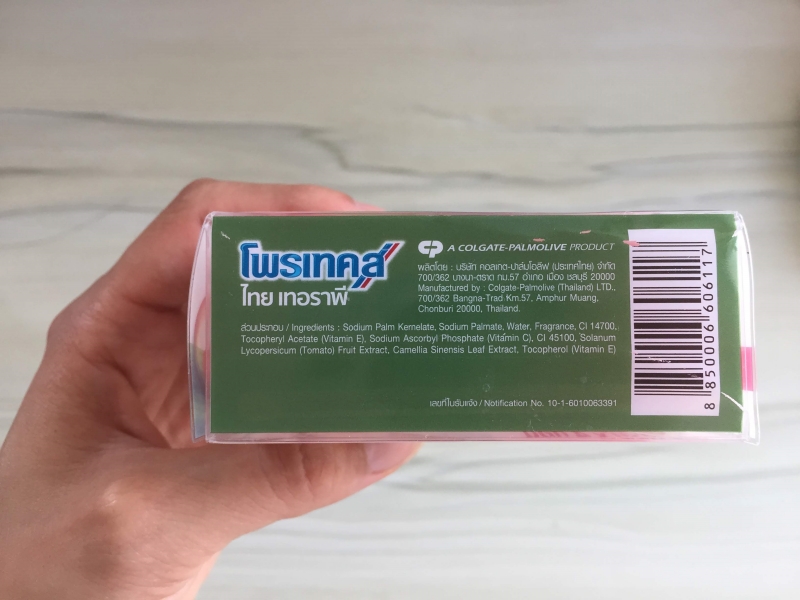 โพรเทคส์
ไทย เทอราพี
CP A COLGATE-PALMOLIVE PRODUCT
ผลิตโดย : บริษัท คอลเกต-ปาล์มโอลีฟ (ประเทศไทย) จำกัด
700/362 บางนา-ตราด กม.57 อำเภอ เมือง ชลบุรี 20000
Manufactured by : Colgate-Palmolive (Thailand) LTD.,
700/362 Bangna-Trad Km.57, Amphur Muang,
Chonburi 20000, Thailand.
ส่วนประกอบ / Ingredients : Sodium Palm Kernelate, Sodium Palmate, Water, Fragrance, CI 14700,
Tocopheryl Acetate (Vitamin E), Sodium Ascorbyl Phosphate (Vitamin C), CI 45100, Solanum
Lycopersicum (Tomato) Fruit Extract, Camellia Sinensis Leaf Extract, Tocopherol (Vitamin E)
เลขที่ใบรับแจ้ง / Notification No. 10-1-6010063391
8 850006 606117